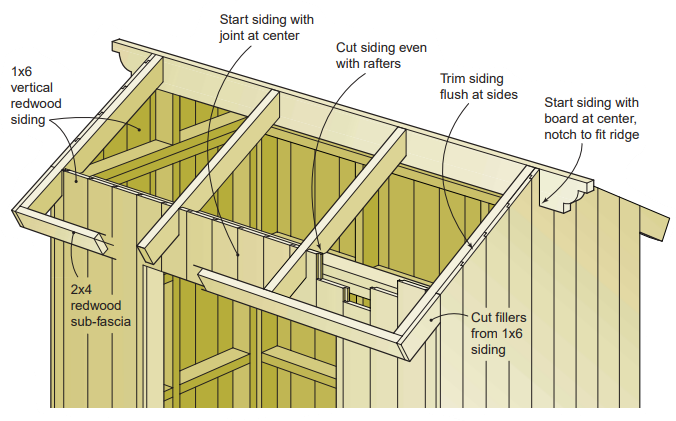 Start siding with
joint at center
Cut siding even
with rafters
1x6
vertical
redwood
siding
Trim siding
flush at sides
Start siding with
board at center,
notch to fit ridge
2x4
redwood
sub-fascia
Cut fillers
from 1x6
siding